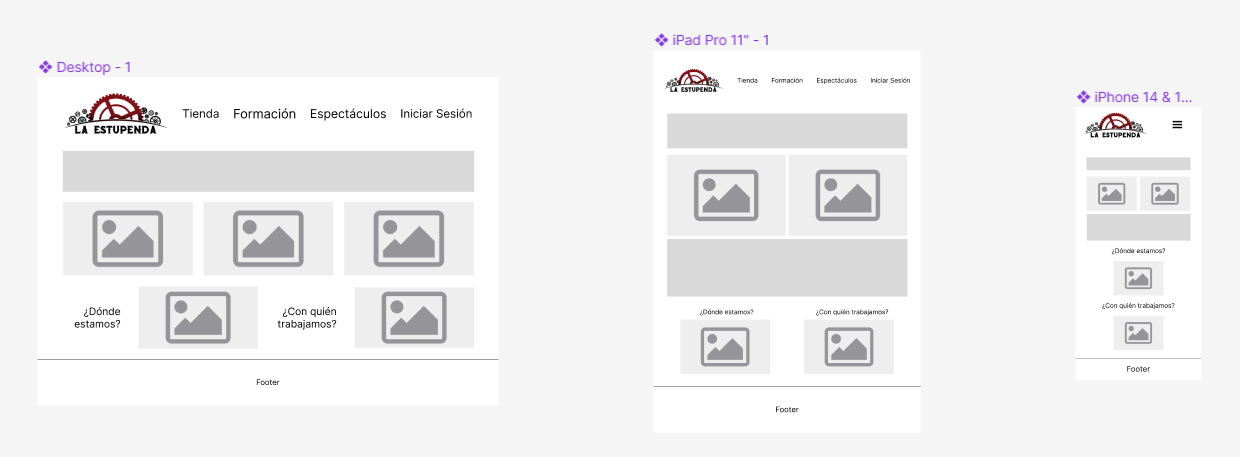 Desktop - 1
LA ESTUPENDA
Tienda Formación Espectáculos Iniciar Sesión
¿Dónde
estamos?
¿Con quién
trabajamos?
Footer
iPad Pro 11" - 1
LA ESTUPENDA
Tienda Formación Espectáculos Iniciar Sesión
¿Dónde estamos?
¿Con quién trabajamos?
Footer
iPhone 14 & 1...
LA ESTUPENDA
¿Dónde estamos?
¿Con quién trabajamos?
Footer